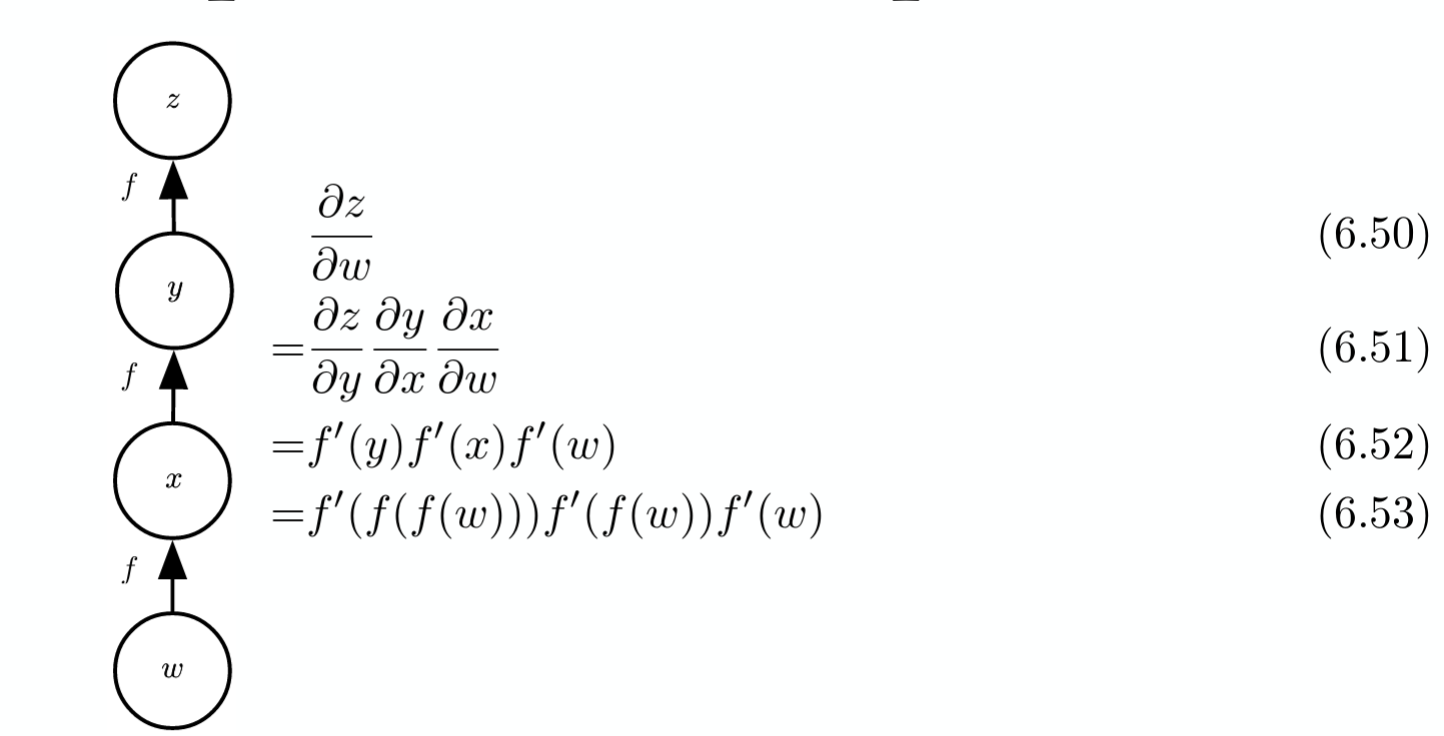 z
f
y
f
x
f
w
∂z/∂w (6.50)
=∂z/∂y ∂y/∂x ∂x/∂w (6.51)
=f′(y)f′(x)f′(w) (6.52)
=f′(f(f(w)))f′(f(w))f′(w) (6.53)